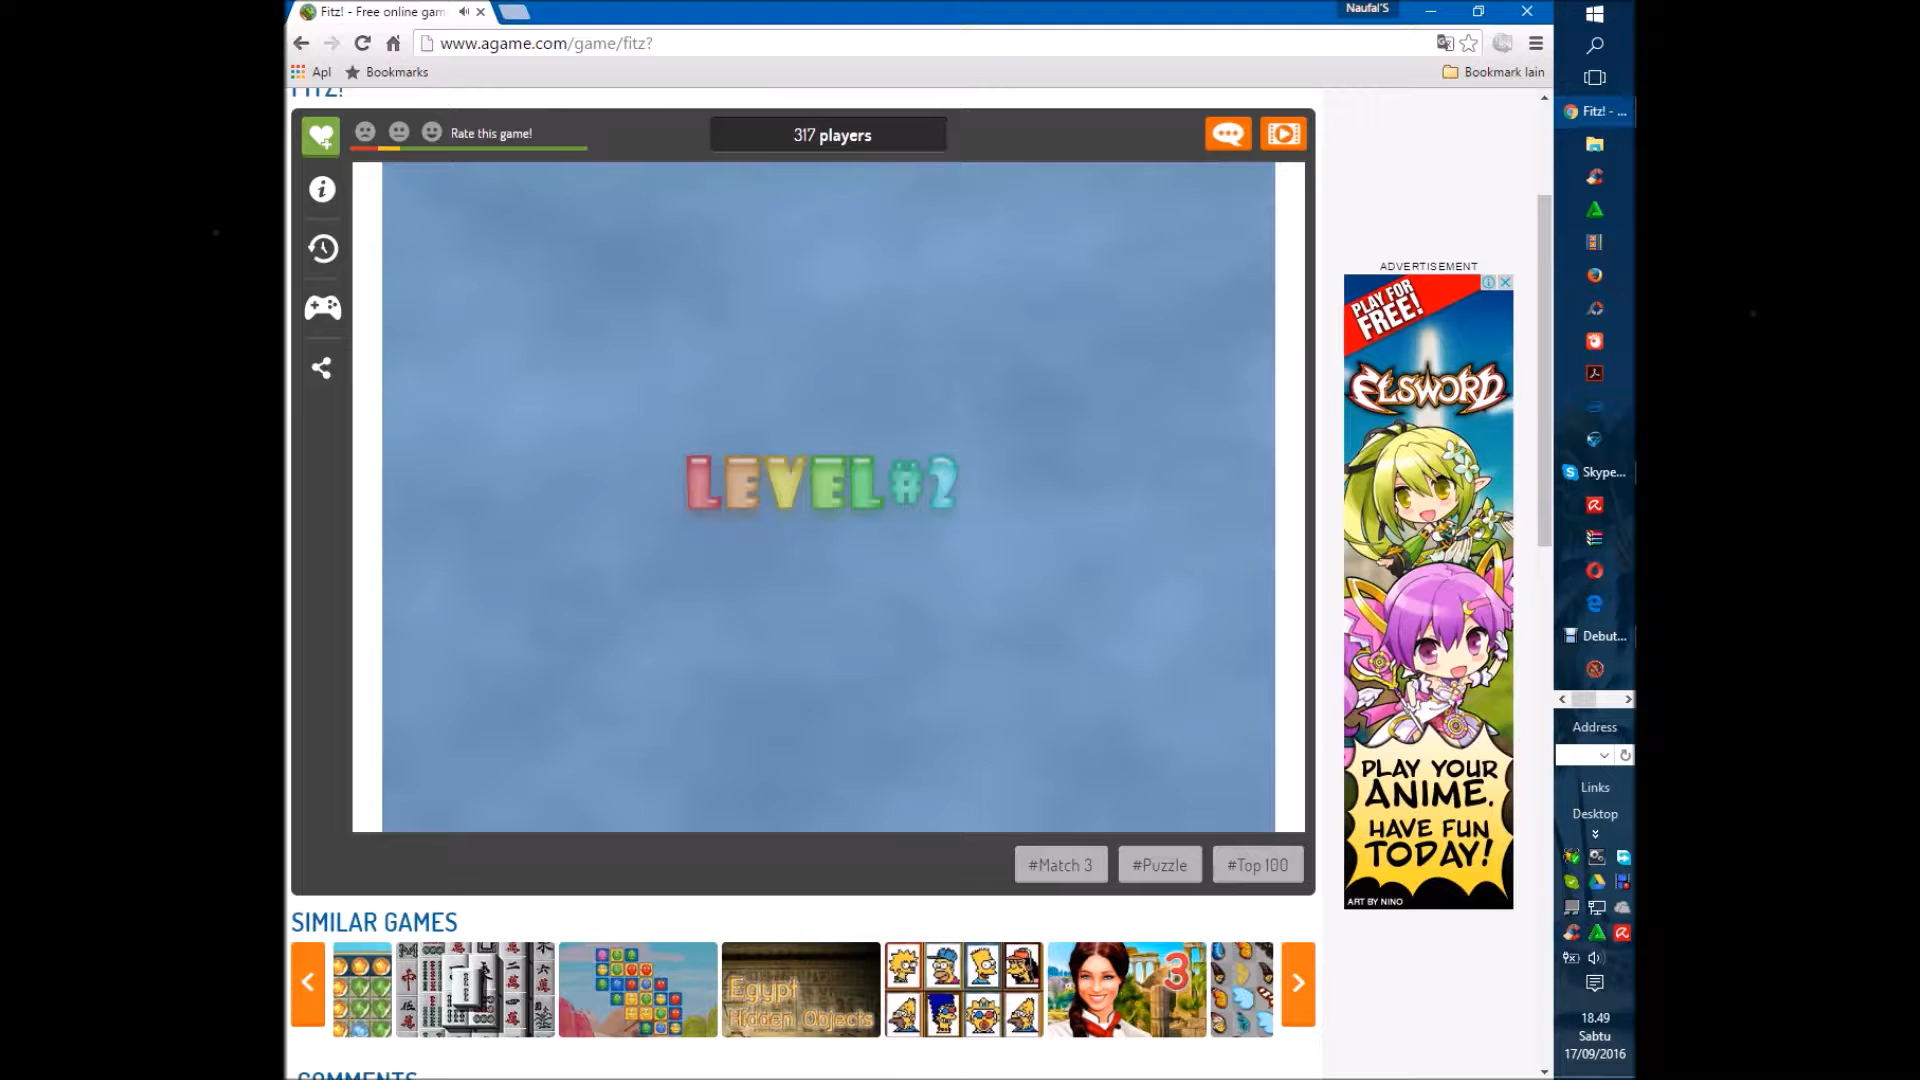 Fitz! - Free online gam
Naufal'S
www.agame.com/game/fitz?
Apl
Bookmarks
Bookmark lain
FITZ!
Rate this game!
317 players
LEVEL#2
#Match 3
#Puzzle
#Top 100
SIMILAR GAMES
Egypt
Hidden Objects
3
COMMENTS
ADVERTISEMENT
PLAY FOR
FREE!
ELSWORD
PLAY YOUR
ANIME.
HAVE FUN
TODAY!
ART BY NINO
Fitz! - ...
Skype...
Debut...
Address
Links
Desktop
18.49
Sabtu
17/09/2016